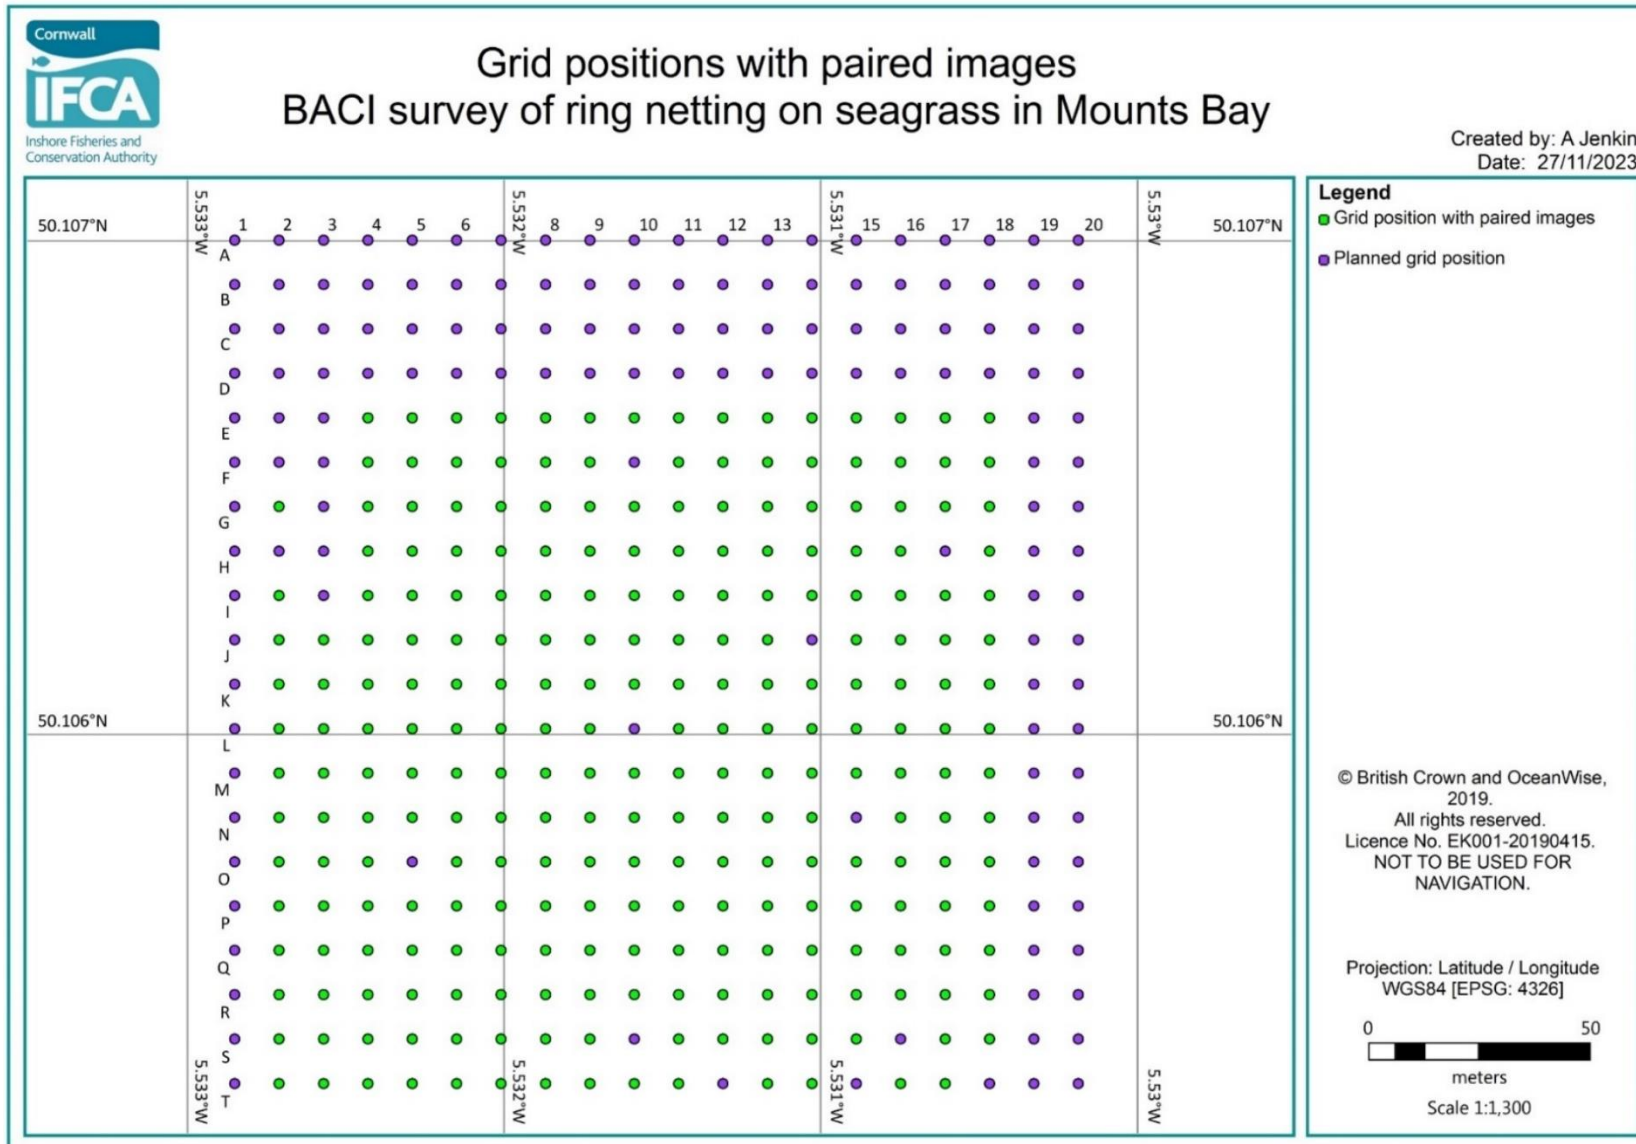 Cornwall
IFCA
Inshore Fisheries and
Conservation Authority
Grid positions with paired images
BACI survey of ring netting on seagrass in Mounts Bay
Created by: A Jenkin
Date: 27/11/2023
5.533°W
5.532°W
5.531°W
5.53°W
50.107°N
1 2 3 4 5 6 8 9 10 11 12 13 15 16 17 18 19 20
50.107°N
A
B
C
D
E
F
G
H
I
J
K
50.106°N
50.106°N
L
M
N
O
P
Q
R
S
T
5.533°W
5.532°W
5.531°W
5.53°W
Legend
Grid position with paired images
Planned grid position
© British Crown and OceanWise,
2019.
All rights reserved.
Licence No. EK001-20190415.
NOT TO BE USED FOR
NAVIGATION.
Projection: Latitude / Longitude
WGS84 [EPSG: 4326]
0 50
meters
Scale 1:1,300